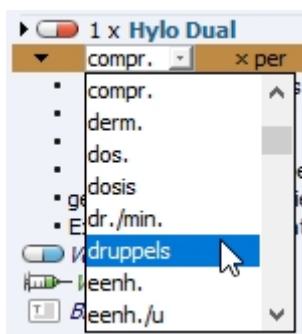 1 x Hylo Dual
compr. x per
compr.
derm.
dos.
dosis
dr./min.
druppels
eenh.
eenh./u